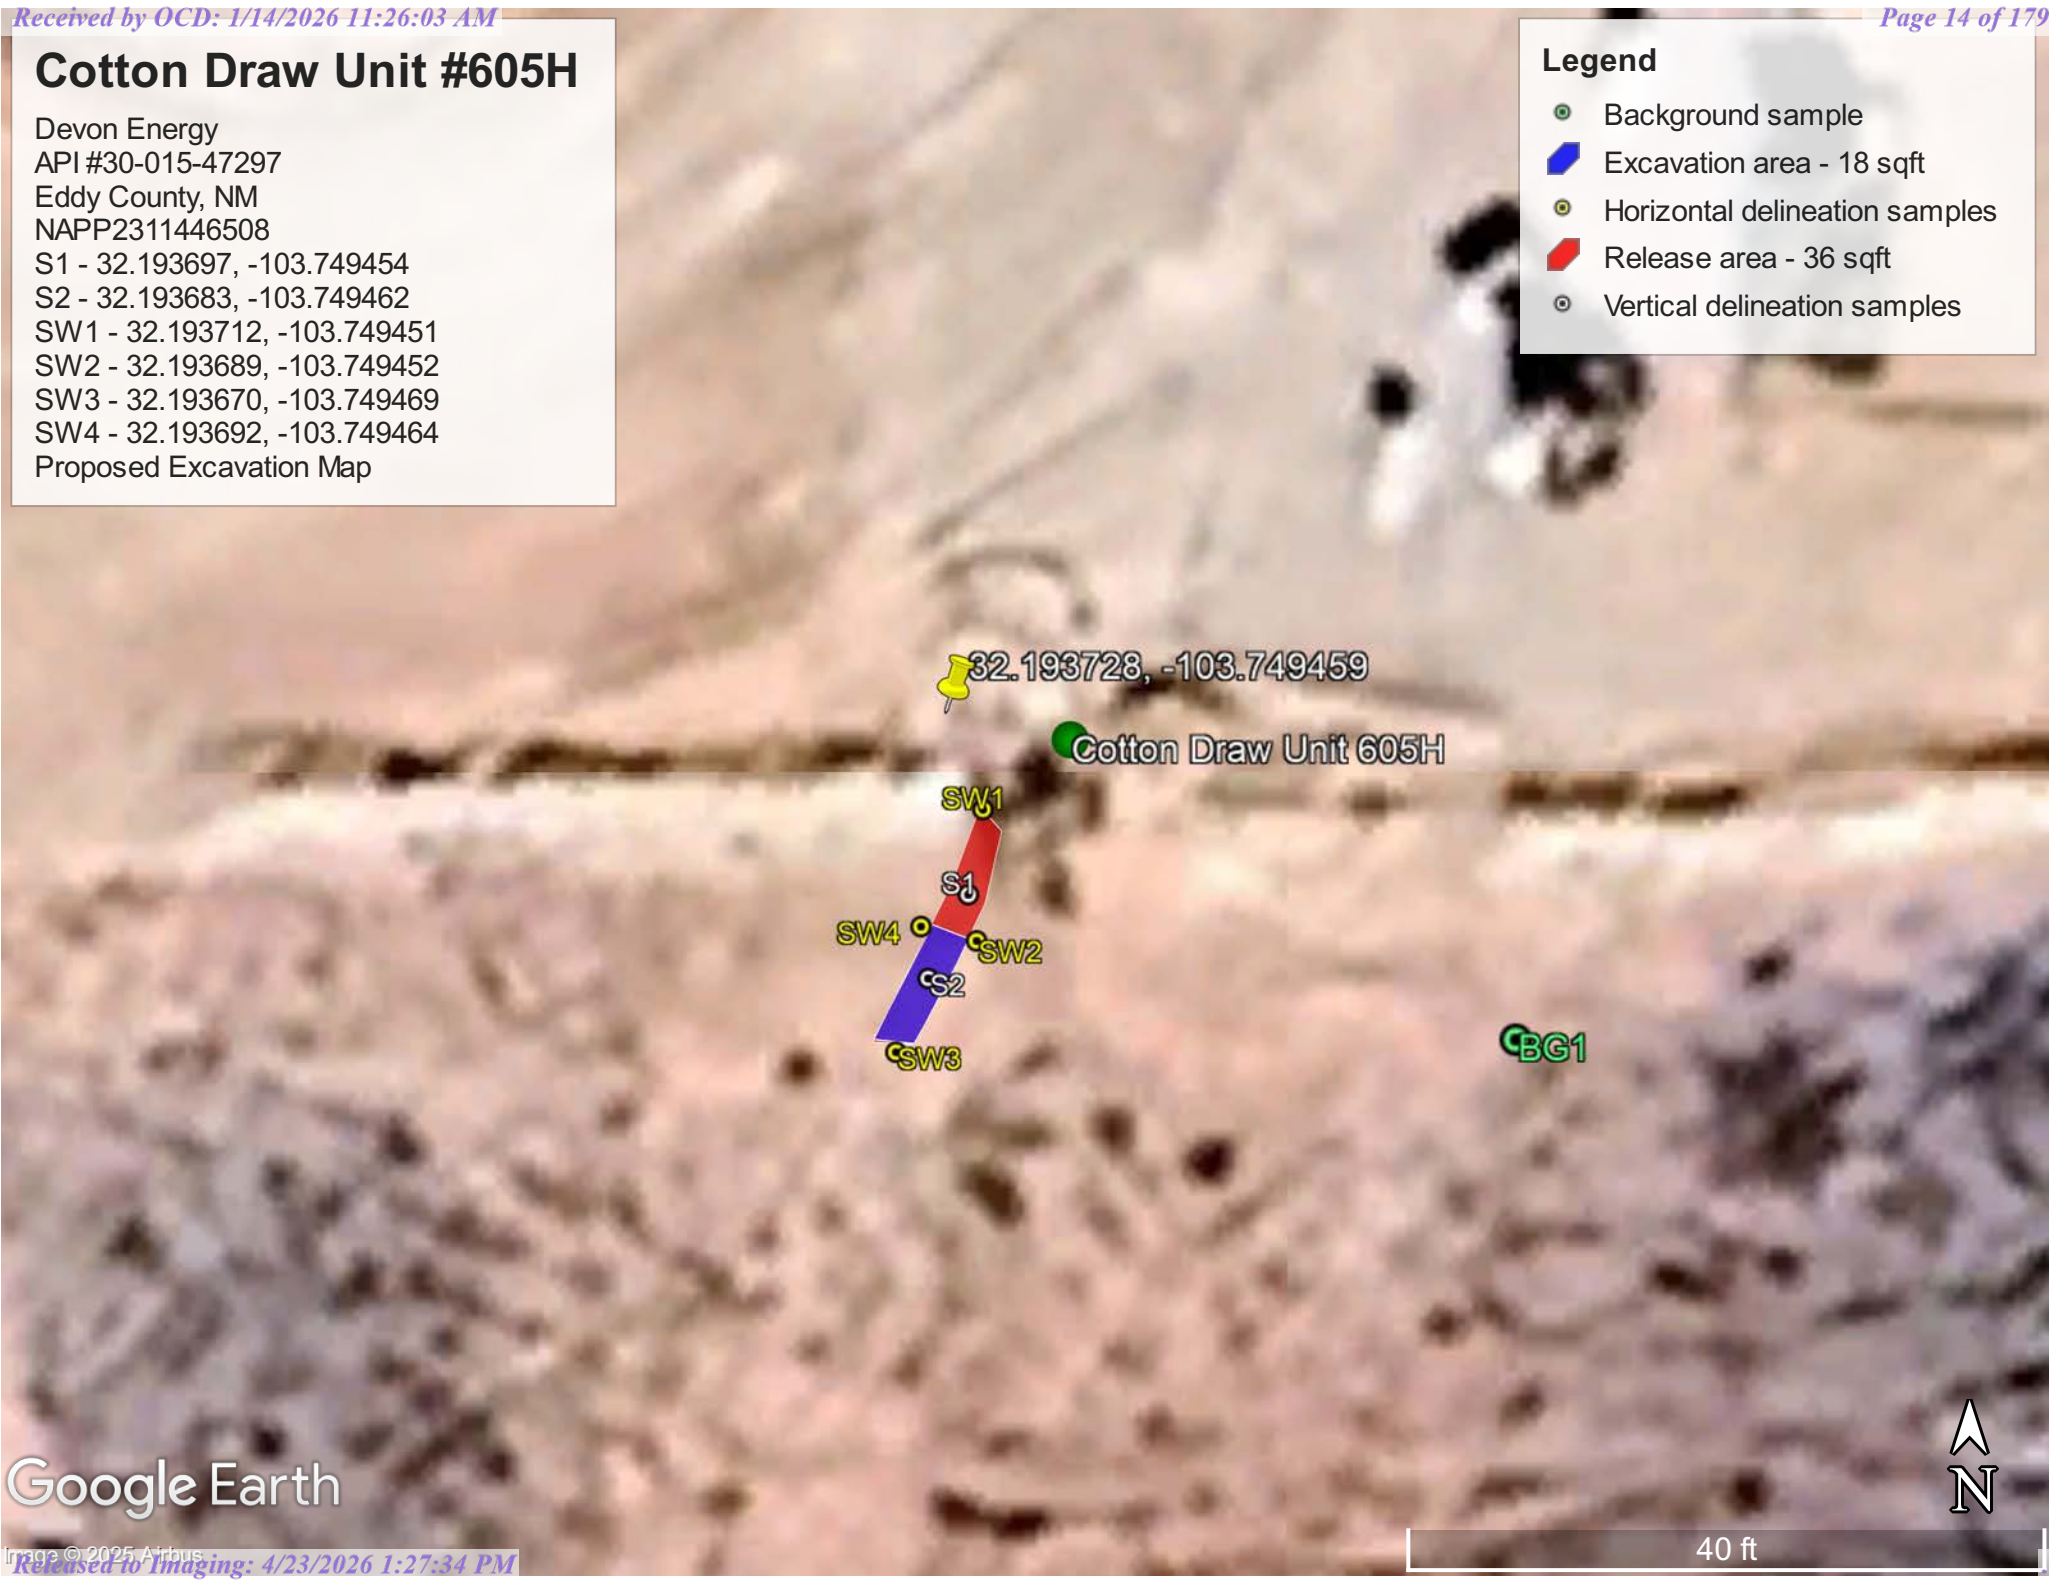 Received by OCD: 1/14/2026 11:26:03 AM
Page 14 of 179
Cotton Draw Unit #605H
Devon Energy
API #30-015-47297
Eddy County, NM
NAPP2311446508
S1 - 32.193697, -103.749454
S2 - 32.193683, -103.749462
SW1 - 32.193712, -103.749451
SW2 - 32.193689, -103.749452
SW3 - 32.193670, -103.749469
SW4 - 32.193692, -103.749464
Proposed Excavation Map
Legend
Background sample
Excavation area - 18 sqft
Horizontal delineation samples
Release area - 36 sqft
Vertical delineation samples
32.193728, -103.749459
Cotton Draw Unit 605H
SW1
S1
SW4
SW2
S2
SW3
BG1
Google Earth
N
40 ft
Image © 2025 Airbus
Released to Imaging: 4/23/2026 1:27:34 PM